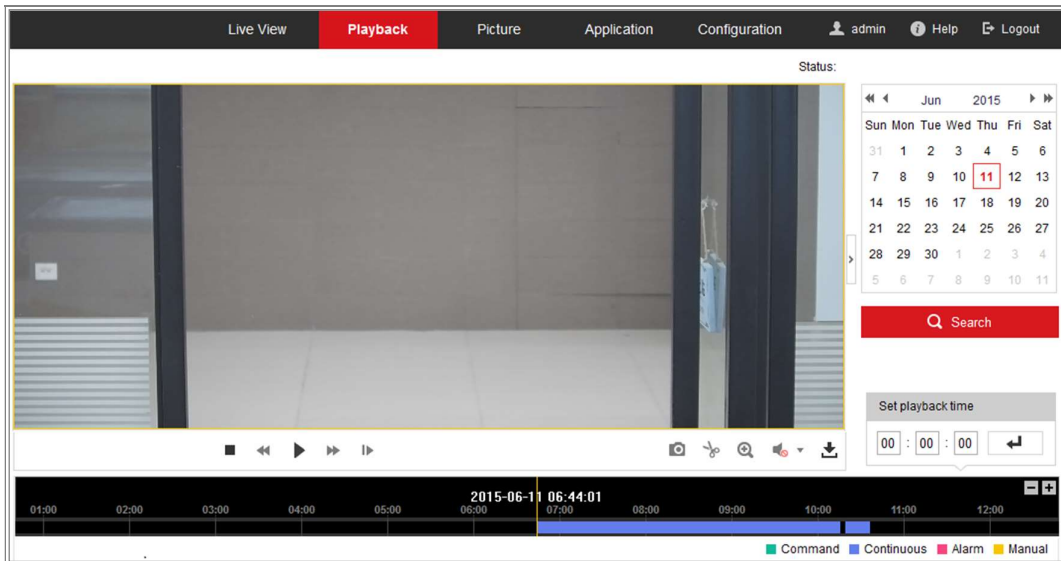 Live View Playback Picture Application Configuration admin Help Logout
Status:
Jun 2015
Sun Mon Tue Wed Thu Fri Sat
31 1 2 3 4 5 6
7 8 9 10 11 12 13
14 15 16 17 18 19 20
21 22 23 24 25 26 27
28 29 30 1 2 3 4
5 6 7 8 9 10 11
Search
Set playback time
00 : 00 : 00
2015-06-11 06:44:01
01:00 02:00 03:00 04:00 05:00 06:00 07:00 08:00 09:00 10:00 11:00 12:00
Command Continuous Alarm Manual